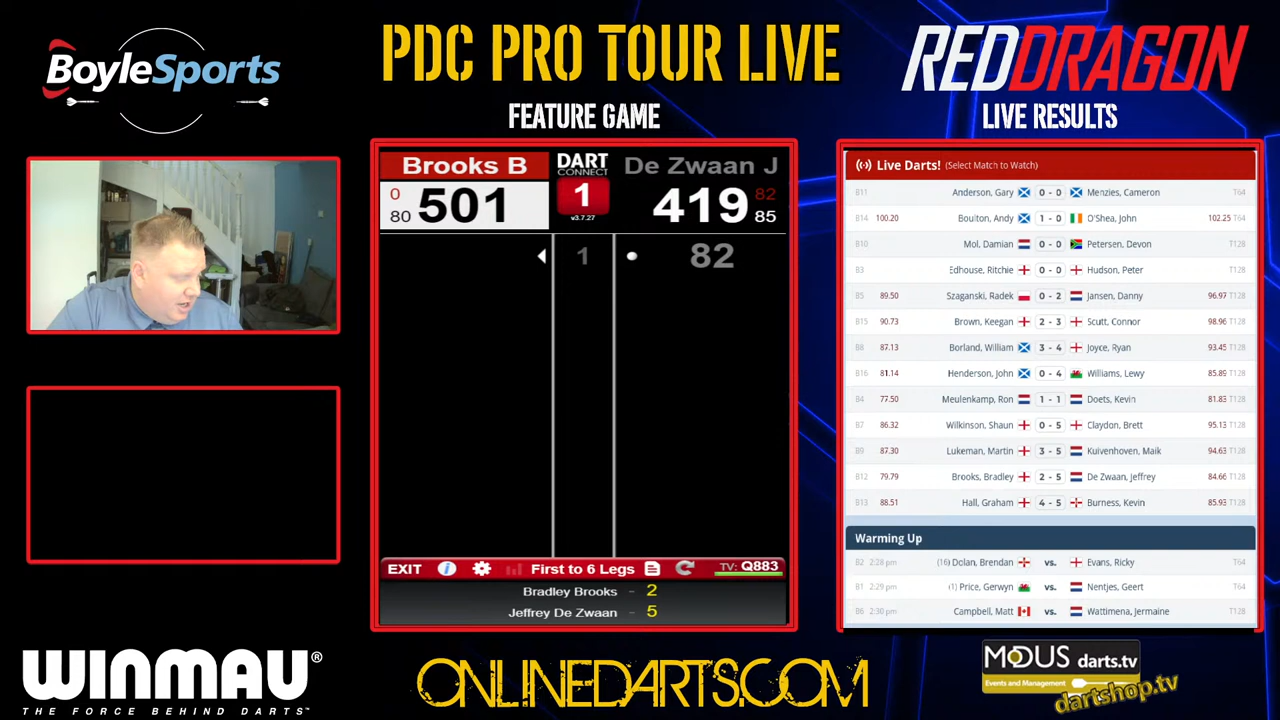 BoyleSports
PDC PRO TOUR LIVE
REDDRAGON
FEATURE GAME
LIVE RESULTS
Brooks B
DART
CONNECT
De Zwaan J
0
80
501
1
v3.7.27
419
82
85
1
82
EXIT
First to 6 Legs
TV: Q883
Bradley Brooks - 2
Jeffrey De Zwaan - 5
Live Darts! (Select Match to Watch)
B11 Anderson, Gary 0 - 0 Menzies, Cameron T64
B14 100.20 Boulton, Andy 1 - 0 O'Shea, John 102.25 T64
B10 Mol, Damian 0 - 0 Petersen, Devon T128
B3 Edhouse, Ritchie 0 - 0 Hudson, Peter T128
B5 89.50 Szaganski, Radek 0 - 2 Jansen, Danny 96.97 T128
B15 90.73 Brown, Keegan 2 - 3 Scutt, Connor 98.96 T128
B8 87.13 Borland, William 3 - 4 Joyce, Ryan 93.45 T128
B16 81.14 Henderson, John 0 - 4 Williams, Lewy 85.89 T128
B4 77.50 Meulenkamp, Ron 1 - 1 Doets, Kevin 81.83 T128
B7 86.32 Wilkinson, Shaun 0 - 5 Claydon, Brett 95.13 T128
B9 87.30 Lukeman, Martin 3 - 5 Kuivenhoven, Maik 94.63 T128
B12 79.79 Brooks, Bradley 2 - 5 De Zwaan, Jeffrey 84.66 T128
B13 88.51 Hall, Graham 4 - 5 Burness, Kevin 85.93 T128
Warming Up
B2 2:28 pm (16) Dolan, Brendan vs. Evans, Ricky T64
B1 2:29 pm (1) Price, Gerwyn vs. Nentjes, Geert T64
B6 2:30 pm Campbell, Matt vs. Wattimena, Jermaine T128
WINMAU®
THE FORCE BEHIND DARTS™
ONLINEDARTS.COM
MODUS darts.tv
Events and Management
dartshop.tv